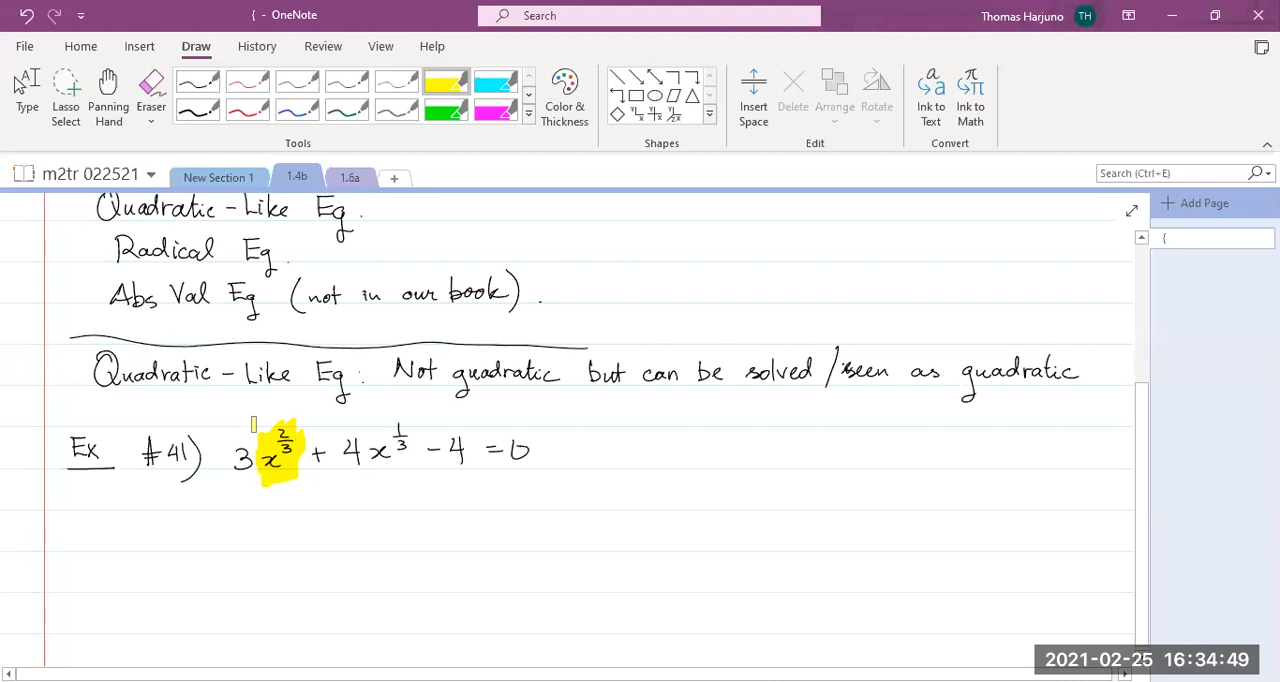 { - OneNote
Search
Thomas Harjuno TH
File Home Insert Draw History Review View Help
Type Lasso Select Panning Hand Eraser Color & Thickness Insert Space Delete Arrange Rotate Ink to Text Ink to Math
Tools Shapes Edit Convert
m2tr 022521 New Section 1 1.4b 1.6a Search (Ctrl+E)
Add Page
{
Quadratic-Like Eq.
Radical Eq.
Abs Val Eq (not in our book).
Quadratic-Like Eq: Not quadratic but can be solved/seen as quadratic
Ex #41) 3x^{2/3} + 4x^{1/3} - 4 = 0
2021-02-25 16:34:49